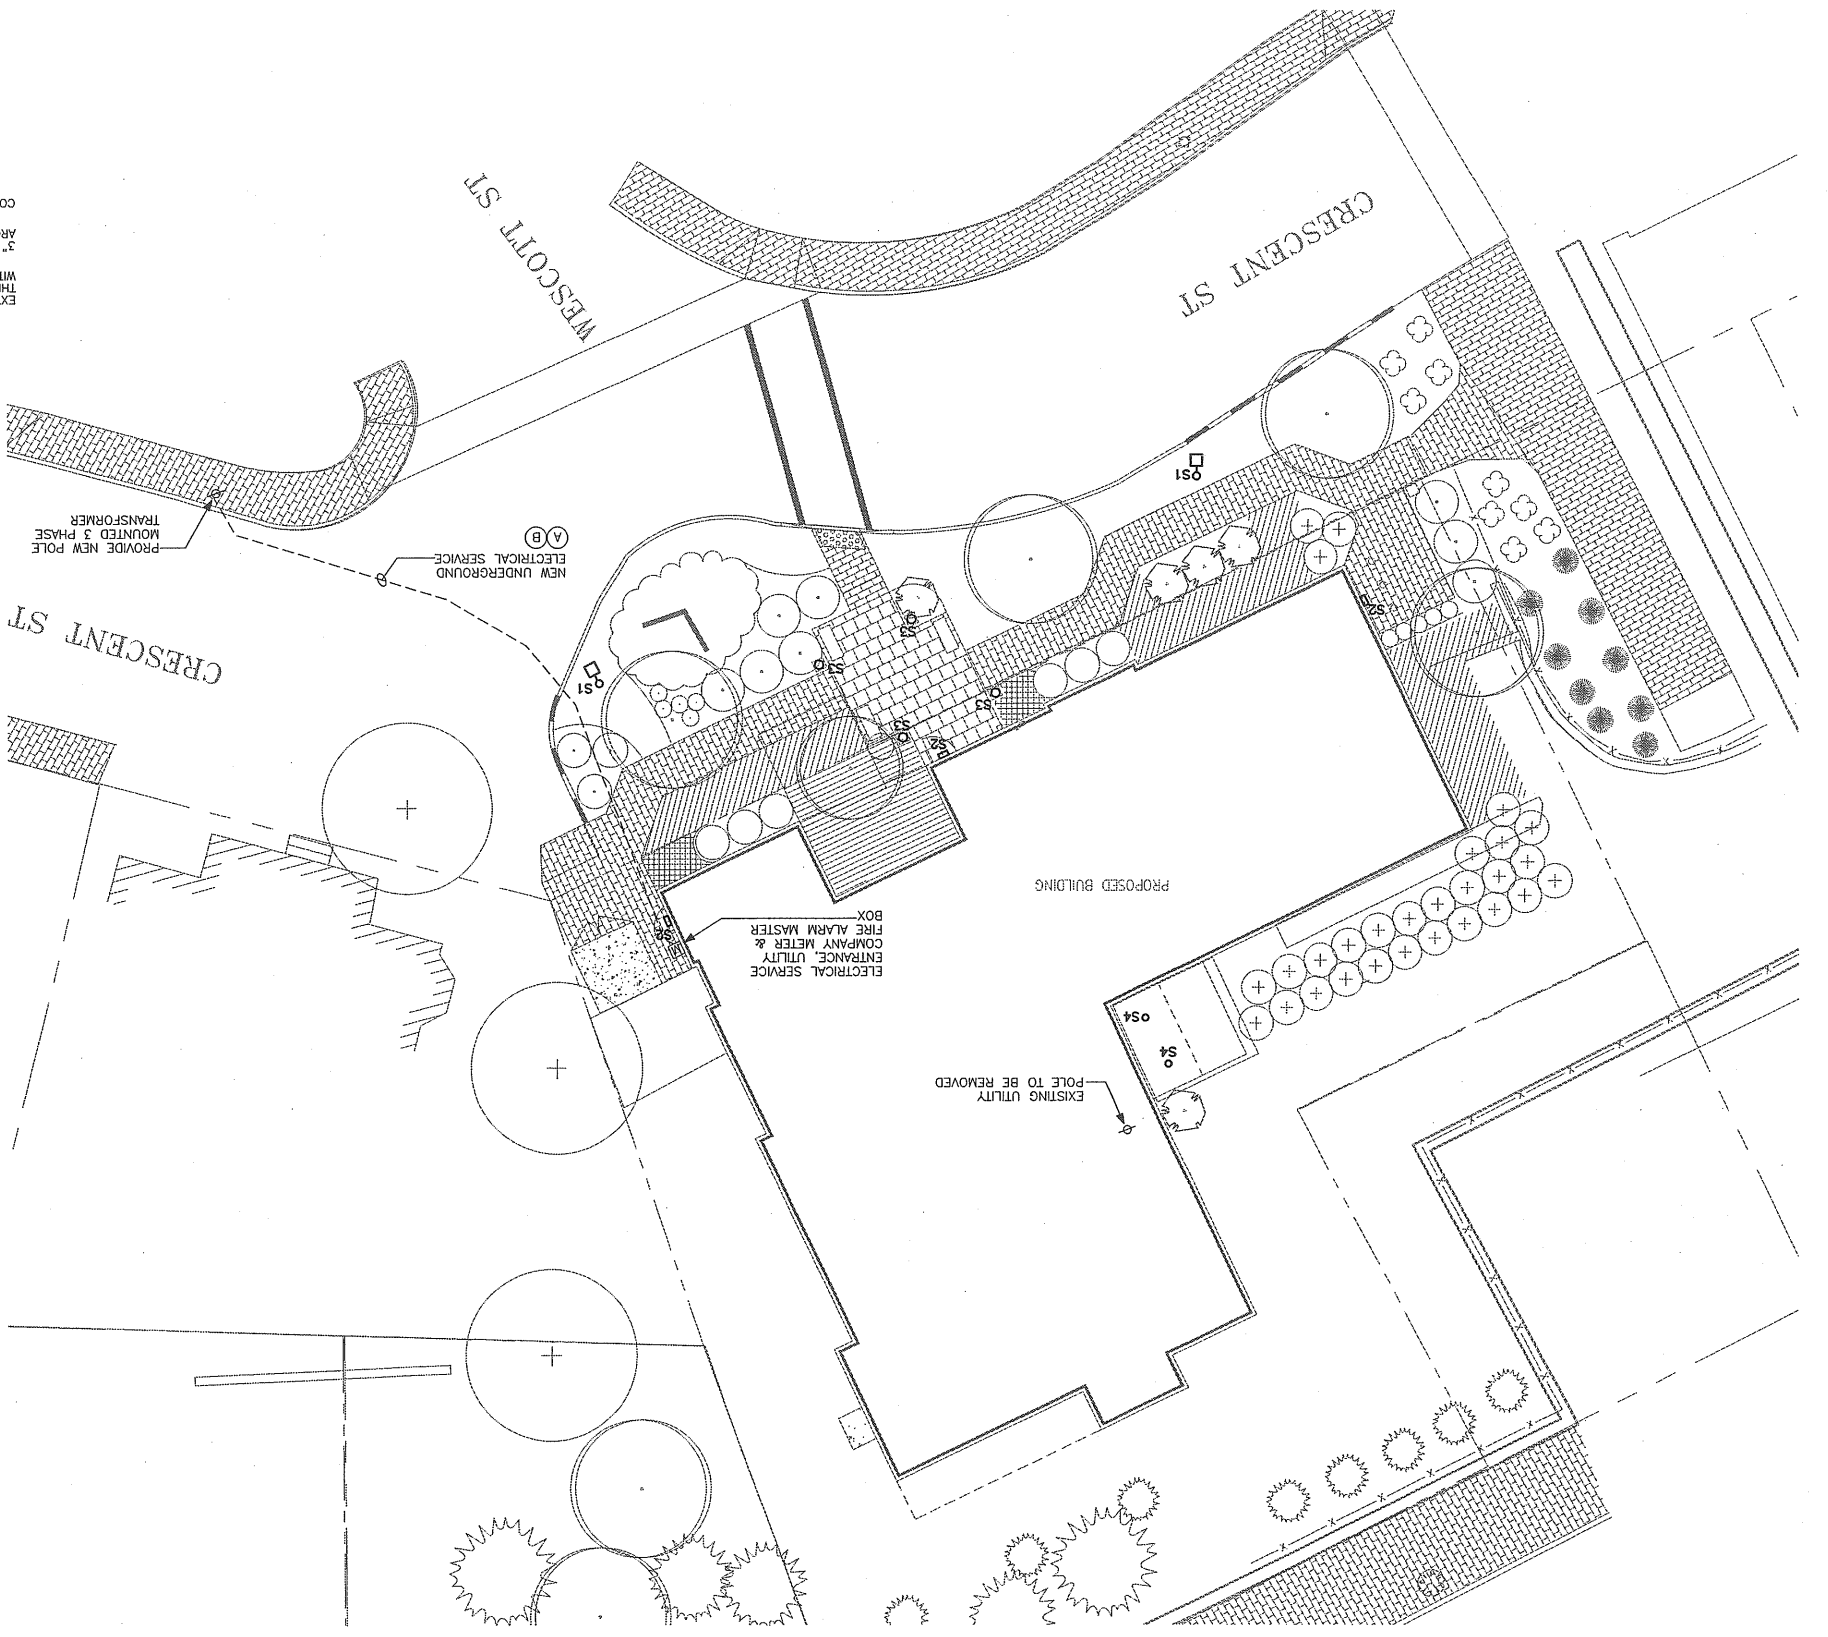 EXISTING UTILITY
POLE TO BE REMOVED
S4
S4
ELECTRICAL SERVICE
ENTRANCE, UTILITY
COMPANY METER &
FIRE ALARM MASTER
BOX
M
S2
PROPOSED BUILDING
S2
S3
S3
S1
S3
S3
S2
CRESCENT ST
NEW UNDERGROUND
ELECTRICAL SERVICE
A B
PROVIDE NEW POLE
MOUNTED 3 PHASE
TRANSFORMER
S1
WESCOTT ST
CRESCENT ST
3"